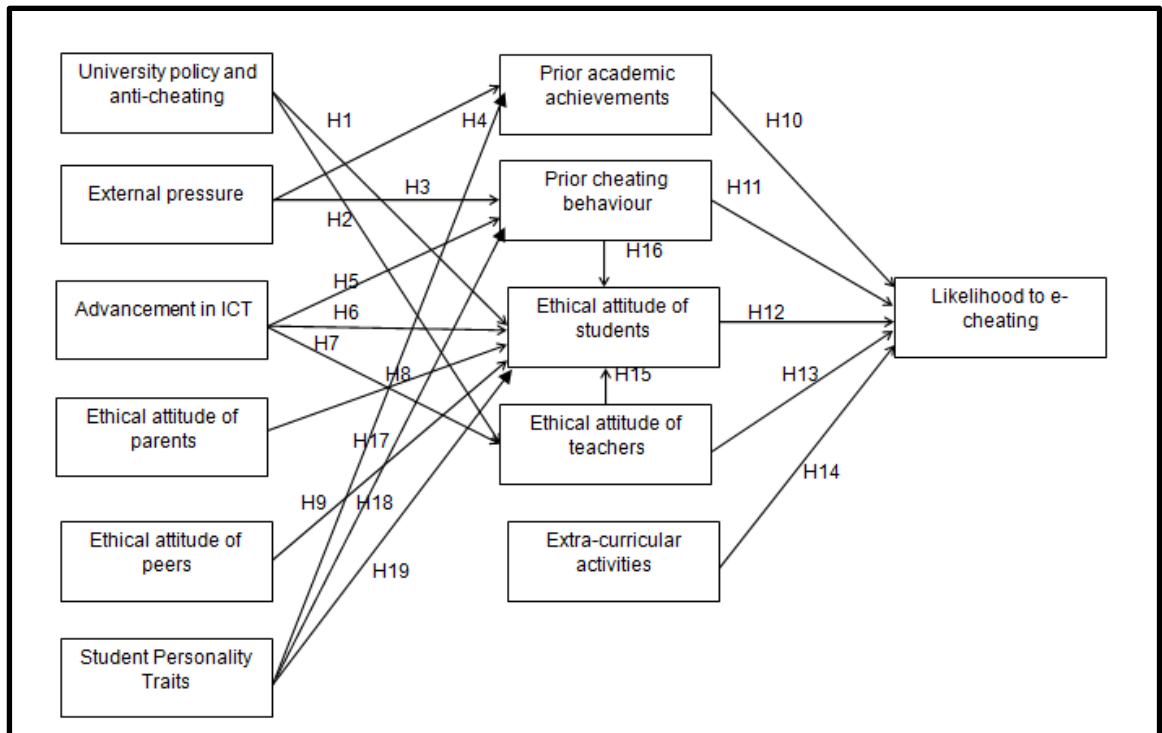 University policy and
anti-cheating
External pressure
Advancement in ICT
Ethical attitude of
parents
Ethical attitude of
peers
Student Personality
Traits
H1
H4
H3
H2
H5
H6
H7
H8
H17
H9
H18
H19
Prior academic
achievements
Prior cheating
behaviour
H16
Ethical attitude of
students
H15
Ethical attitude of
teachers
Extra-curricular
activities
H10
H11
H12
H13
H14
Likelihood to e-
cheating